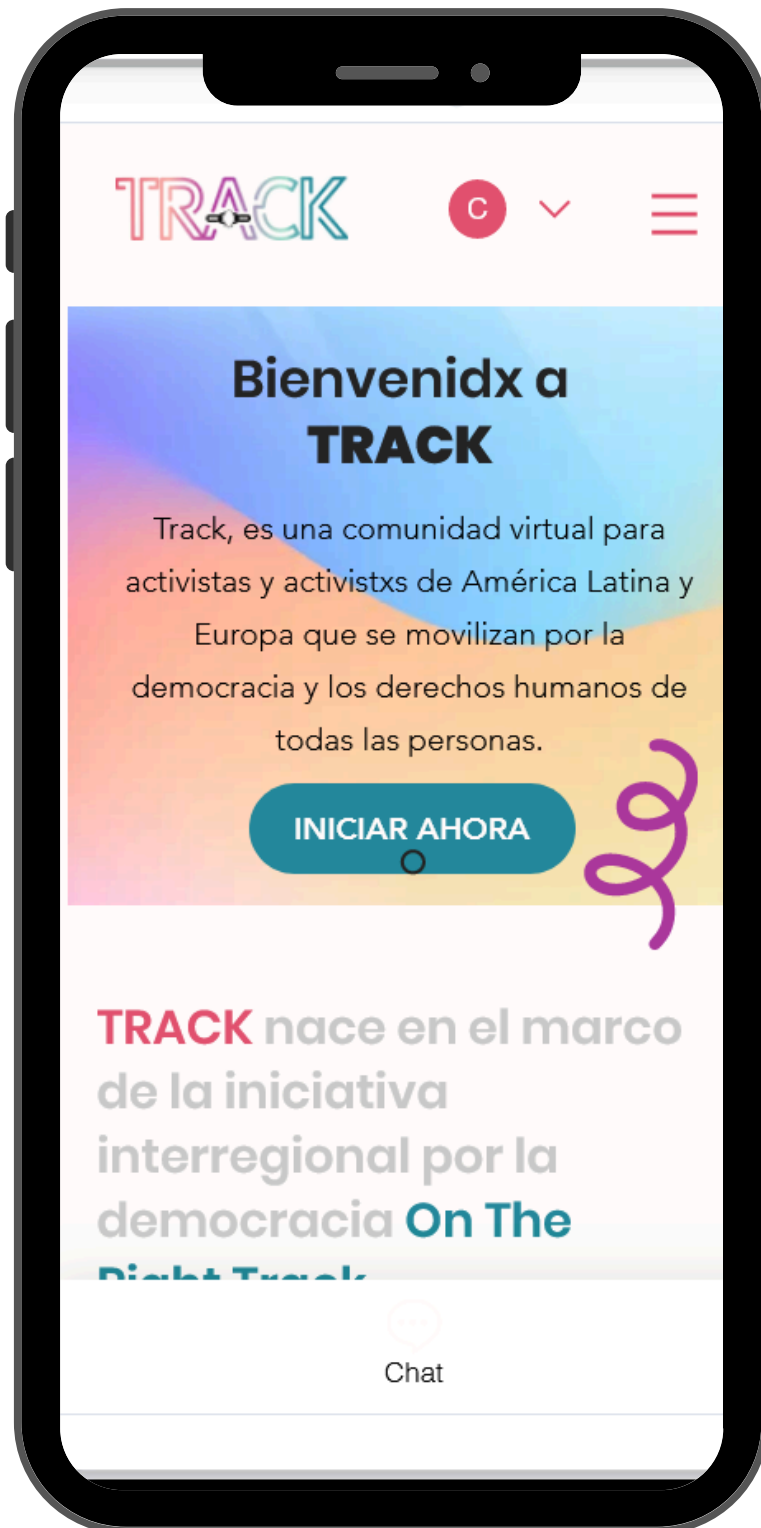 TRACK
C
Bienvenidx a
TRACK
Track, es una comunidad virtual para
activistas y activistxs de América Latina y
Europa que se movilizan por la
democracia y los derechos humanos de
todas las personas.
INICIAR AHORA
TRACK nace en el marco
de la iniciativa
interregional por la
democracia On The
Right Track
Chat